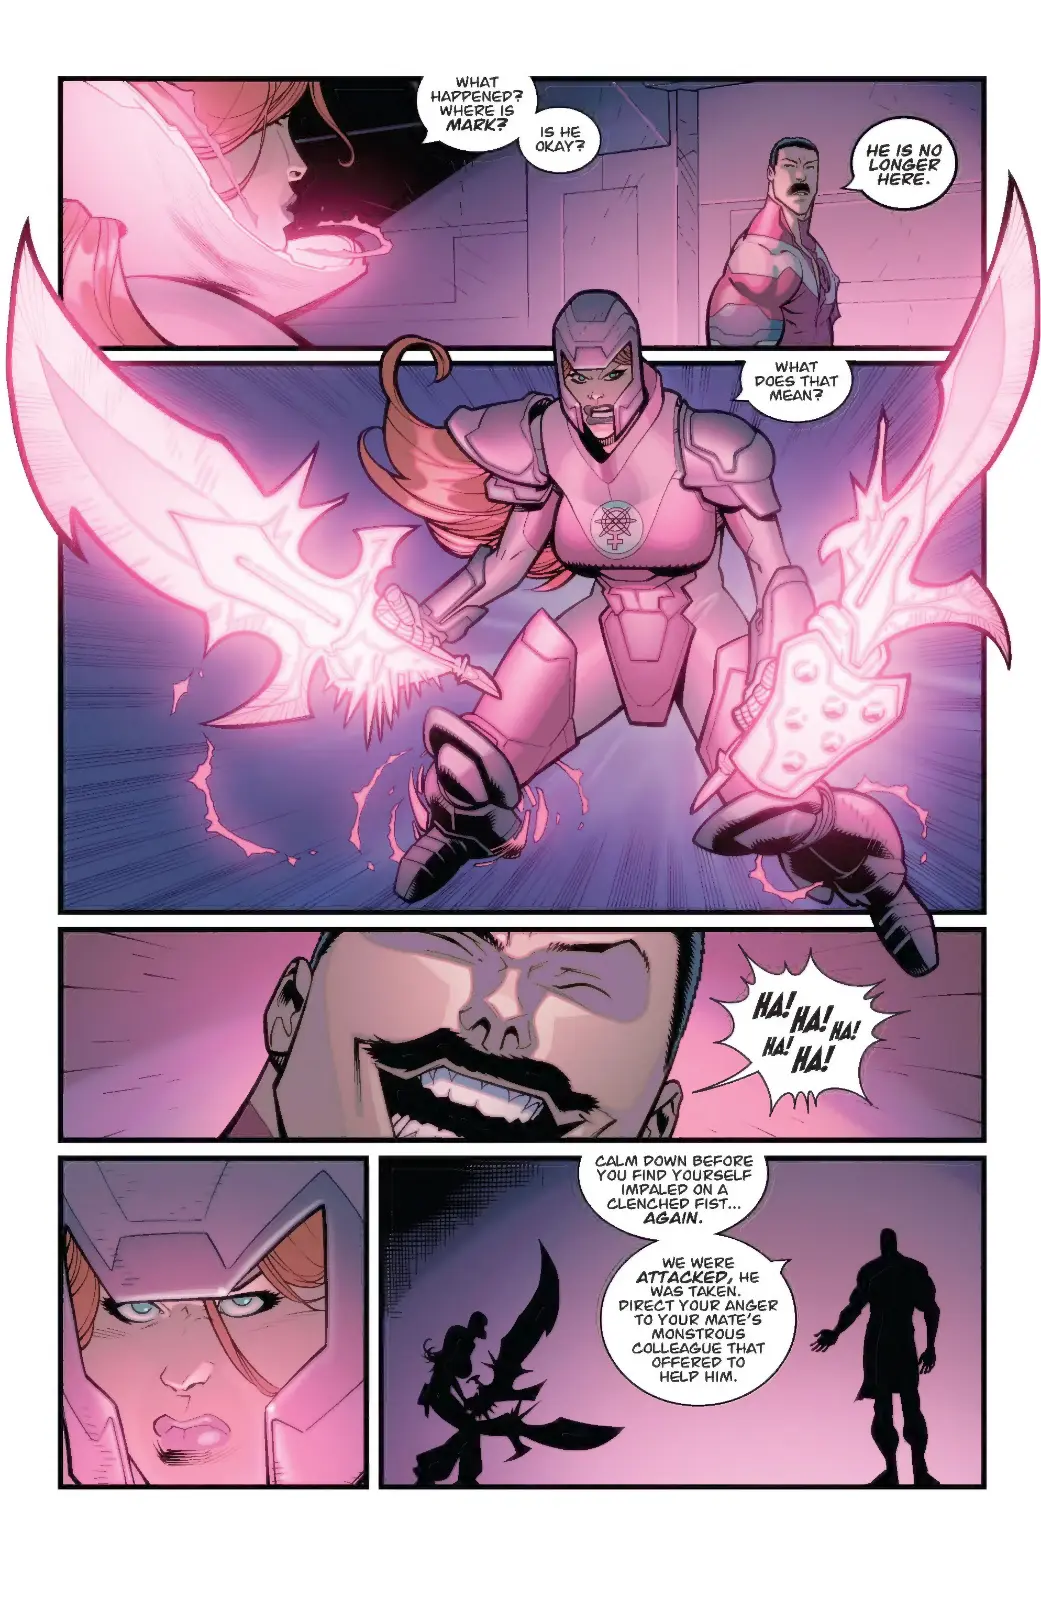 WHAT
HAPPENED?
WHERE IS
MARK?
IS HE
OKAY?
HE IS NO
LONGER
HERE.
WHAT
DOES THAT
MEAN?
HA!
HA!
HA!
HA!
HA!
CALM DOWN BEFORE
YOU FIND YOURSELF
IMPALED ON A
CLENCHED FIST...
AGAIN.
WE WERE
ATTACKED, HE
WAS TAKEN.
DIRECT YOUR ANGER
TO YOUR MATE'S
MONSTROUS
COLLEAGUE THAT
OFFERED TO
HELP HIM.